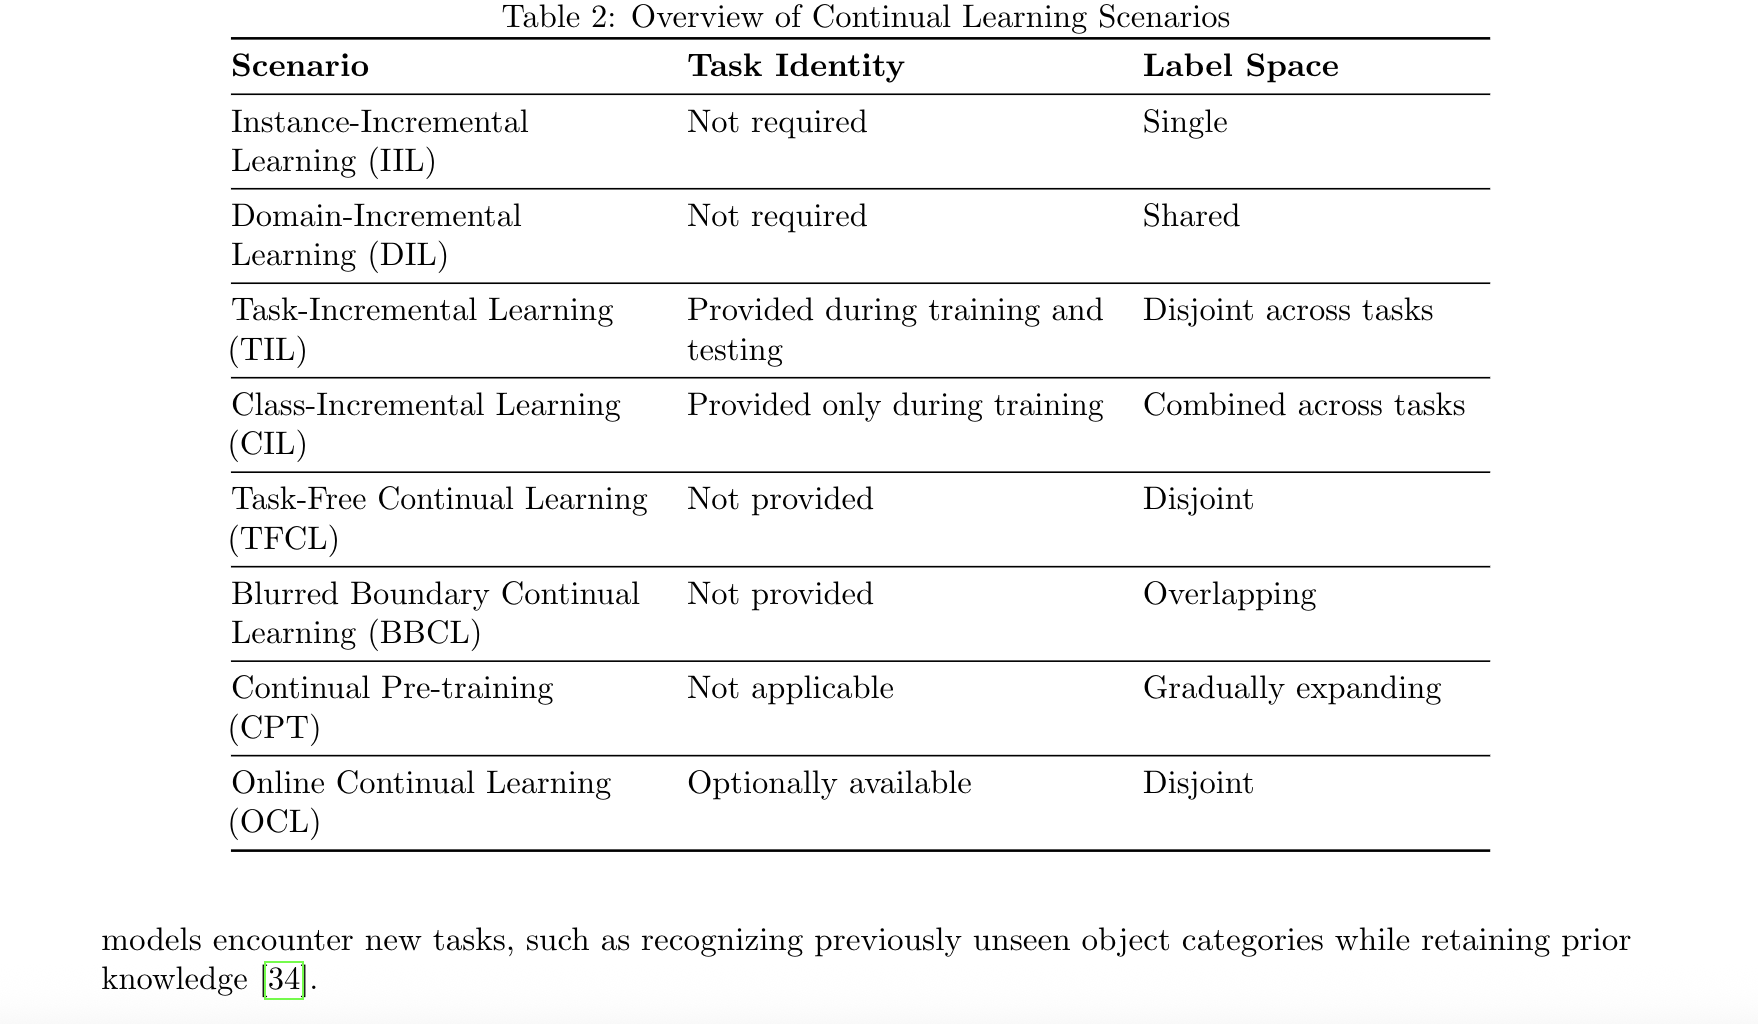 Table 2: Overview of Continual Learning Scenarios
Scenario Task Identity Label Space
Instance-Incremental Not required Single
Learning (IIL)
Domain-Incremental Not required Shared
Learning (DIL)
Task-Incremental Learning Provided during training and Disjoint across tasks
(TIL) testing
Class-Incremental Learning Provided only during training Combined across tasks
(CIL)
Task-Free Continual Learning Not provided Disjoint
(TFCL)
Blurred Boundary Continual Not provided Overlapping
Learning (BBCL)
Continual Pre-training Not applicable Gradually expanding
(CPT)
Online Continual Learning Optionally available Disjoint
(OCL)
models encounter new tasks, such as recognizing previously unseen object categories while retaining prior
knowledge [34].